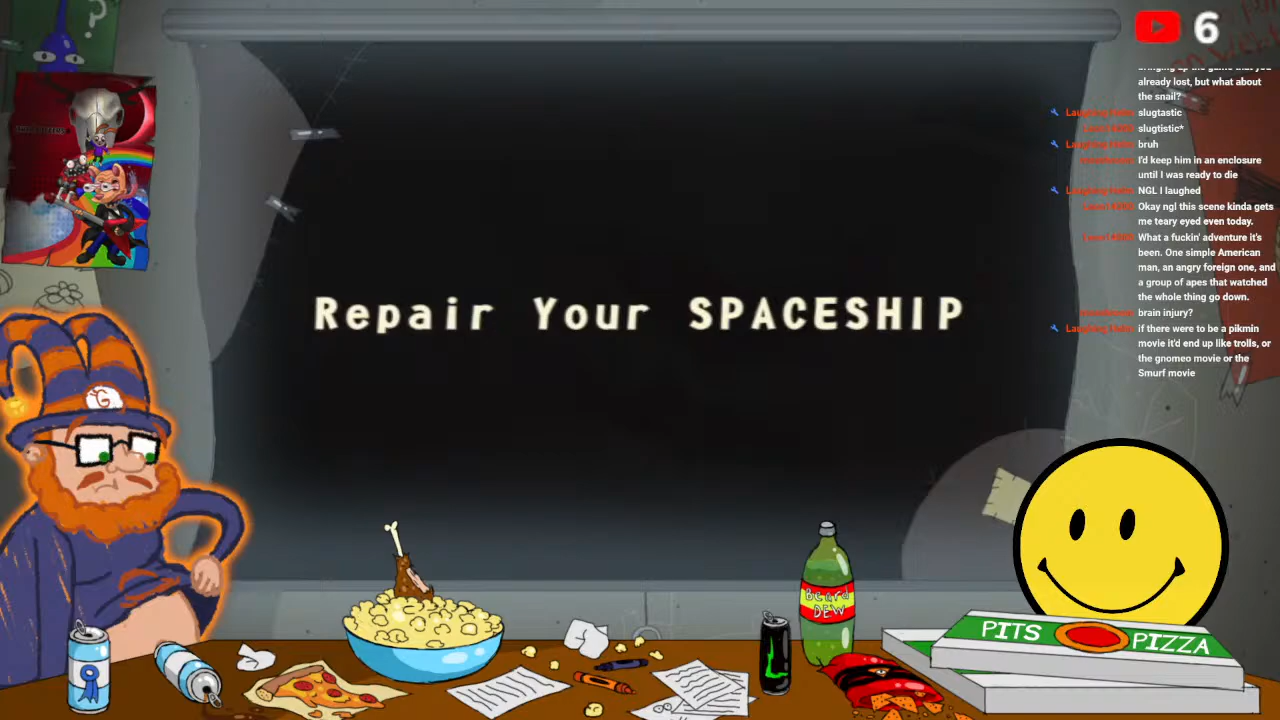 ?
6
already lost, but what about
the snail?
slugtastic
slugtistic*
bruh
I'd keep him in an enclosure
until I was ready to die
NGL I laughed
Okay ngl this scene kinda gets
me teary eyed even today.
What a fuckin' adventure it's
been. One simple American
man, an angry foreign one, and
a group of apes that watched
the whole thing go down.
brain injury?
if there were to be a pikmin
movie it'd end up like trolls, or
the gnomeo movie or the
Smurf movie
Repair Your SPACESHIP
G
Beard
DEW
PITS PIZZA